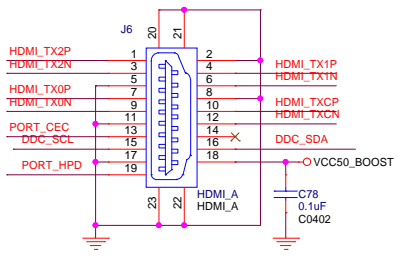 J6
20 21
HDMI_TX2P 1 2
HDMI_TX2N 3 4 HDMI_TX1P
5 6 HDMI_TX1N
HDMI_TX0P 7 8
HDMI_TX0N 9 10 HDMI_TXCP
11 12 HDMI_TXCN
PORT_CEC 13 14
DDC_SCL 15 16 DDC_SDA
17 18 VCC50_BOOST
PORT_HPD 19
23 22
HDMI_A
HDMI_A
C78
0.1uF
C0402